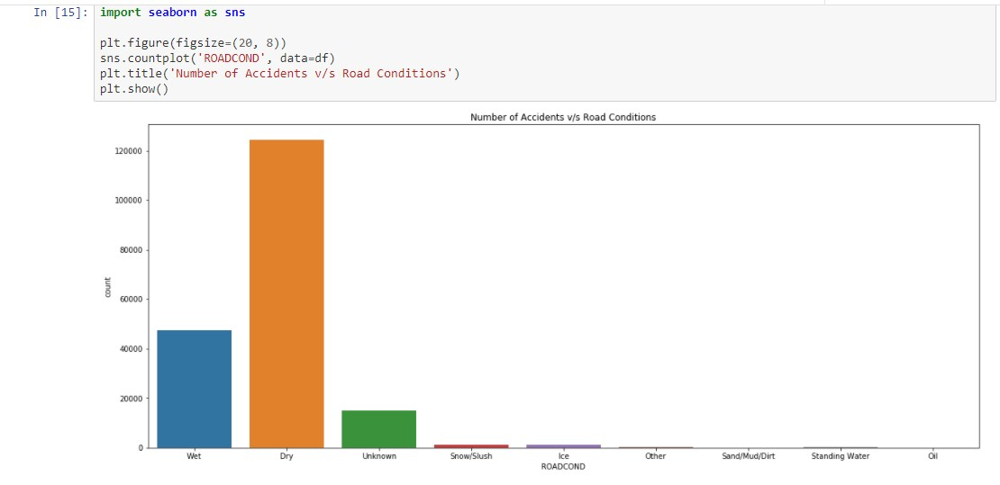 In [15]: import seaborn as sns
plt.figure(figsize=(20, 8))
sns.countplot('ROADCOND', data=df)
plt.title('Number of Accidents v/s Road Conditions')
plt.show()
Number of Accidents v/s Road Conditions
120000
100000
80000
60000
40000
20000
0
count
Wet Dry Unknown Snow/Slush Ice Other Sand/Mud/Dirt Standing Water Oil
ROADCOND